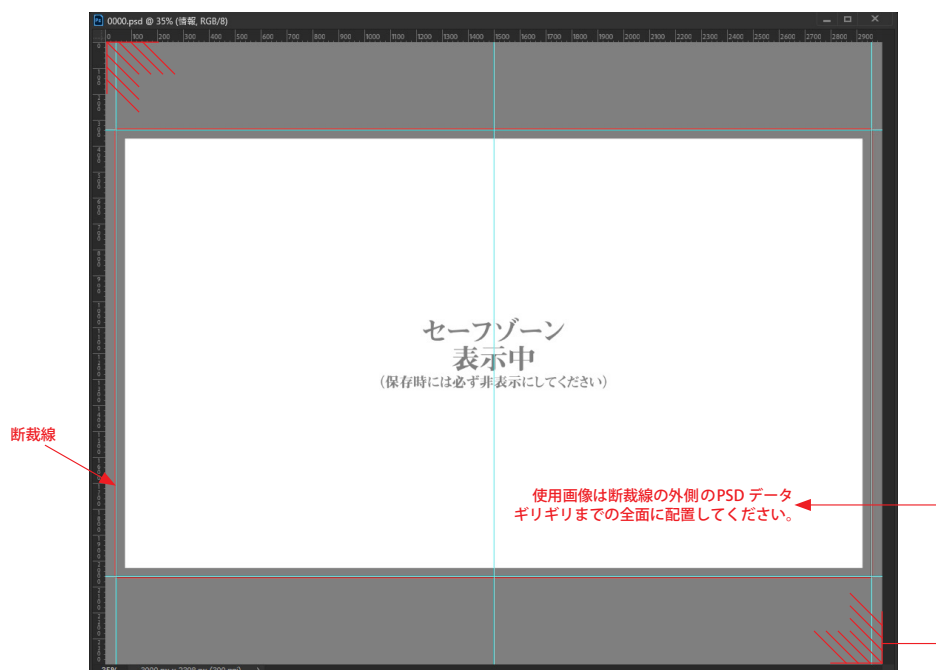 0000.psd @ 35% (情報, RGB/8)
0 100 200 300 400 500 600 700 800 900 1000 1100 1200 1300 1400 1500 1600 1700 1800 1900 2000 2100 2200 2300 2400 2500 2600 2700 2800 2900
セーフゾーン
表示中
(保存時には必ず非表示にしてください)
断裁線
使用画像は断裁線の外側のPSD データ
ギリギリまでの全面に配置してください。
35%